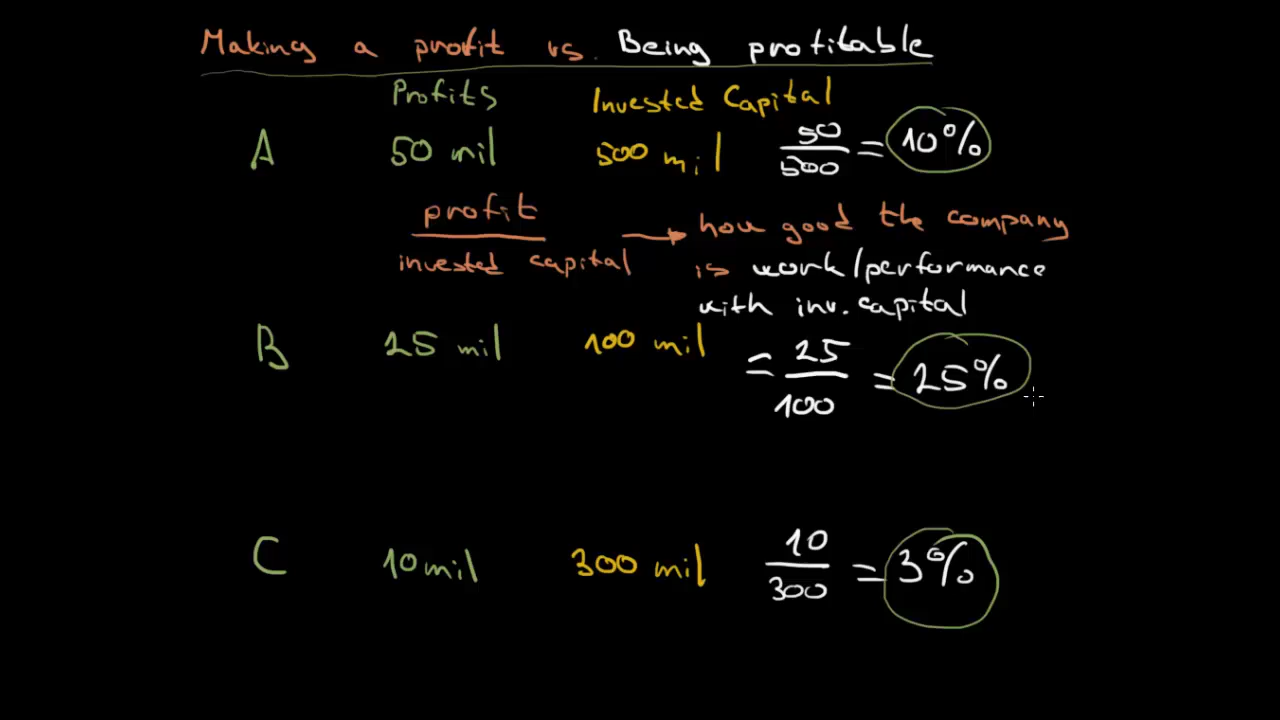 Making a profit vs. Being profitable
Profits Invested Capital
A 50 mil 500 mil 50/500 = 10%
profit/invested capital → how good the company
is work/performance
with inv. capital
B 25 mil 100 mil = 25/100 = 25%
C 10 mil 300 mil 10/300 = 3%